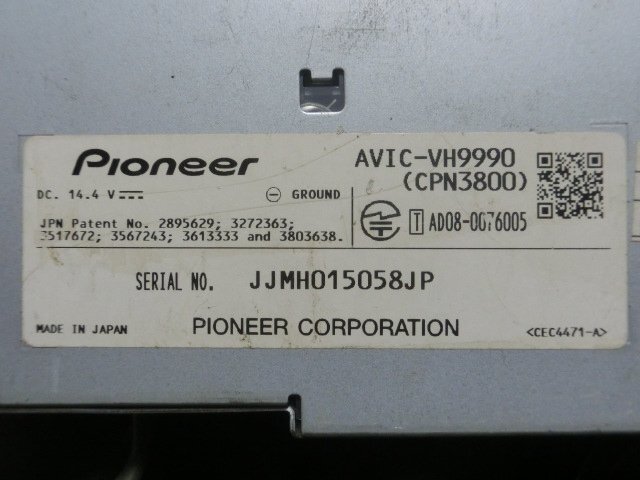 Pioneer
AVIC-VH9990
(CPN3800)
DC. 14.4 V ⎓
⊖ GROUND
JPN Patent No. 2895629; 3272363;
3517672; 3567243; 3613333 and 3803638.
T AD08-0076005
SERIAL NO. JJMH015058JP
MADE IN JAPAN
PIONEER CORPORATION
<CEC4471-A>